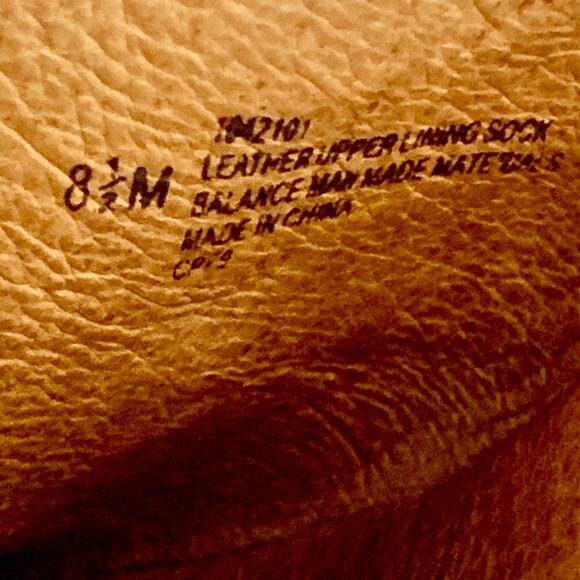 8½M
LEATHER UPPER LINING SOCK
BALANCE MAN MADE MATERIALS
MADE IN CHINA